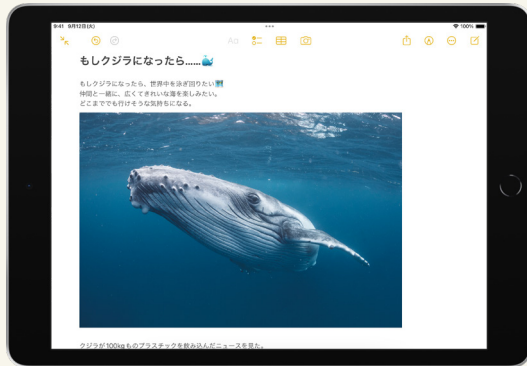 9:41 9月12日(火)
100%
Aa
もしクジラになったら……🐳
もしクジラになったら、世界中を泳ぎ回りたい
仲間と一緒に、広くてきれいな海を楽しみたい。
どこまででも行けそうな気持ちになる。
クジラが100kgものプラスチックを飲み込んだニュースを見た。